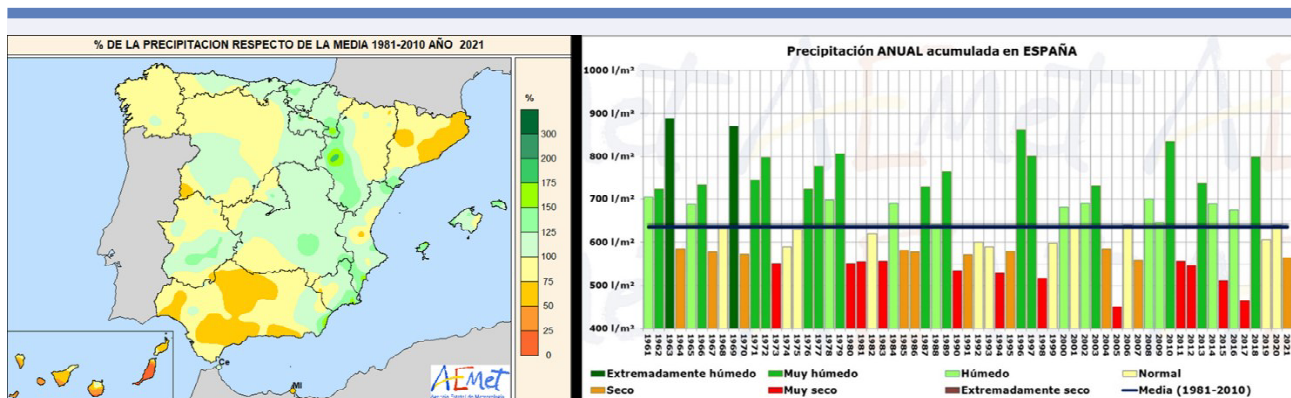 % DE LA PRECIPITACION RESPECTO DE LA MEDIA 1981-2010 AÑO 2021
%
300
200
175
150
125
100
75
50
25
0
Ce
Ml
AEMet
Agencia Estatal de Meteorología
Precipitación ANUAL acumulada en ESPAÑA
1000 l/m²
900 l/m²
800 l/m²
700 l/m²
600 l/m²
500 l/m²
400 l/m²
1961 1962 1963 1964 1965 1966 1967 1968 1969 1970 1971 1972 1973 1974 1975 1976 1977 1978 1979 1980 1981 1982 1983 1984 1985 1986 1987 1988 1989 1990 1991 1992 1993 1994 1995 1996 1997 1998 1999 2000 2001 2002 2003 2004 2005 2006 2007 2008 2009 2010 2011 2012 2013 2014 2015 2016 2017 2018 2019 2020 2021
Extremadamente húmedo Muy húmedo Húmedo Normal
Seco Muy seco Extremadamente seco Media (1981-2010)